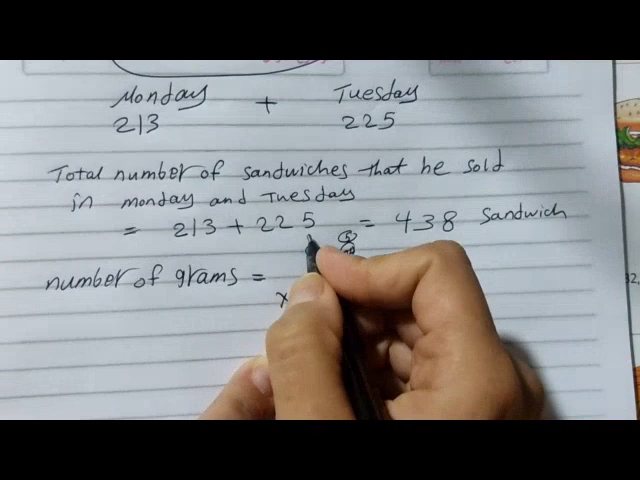 Monday + Tuesday
213 225
Total number of sandwiches that he sold
in monday and Tuesday
= 213 + 225 = 438 Sandwich
number of grams =
x